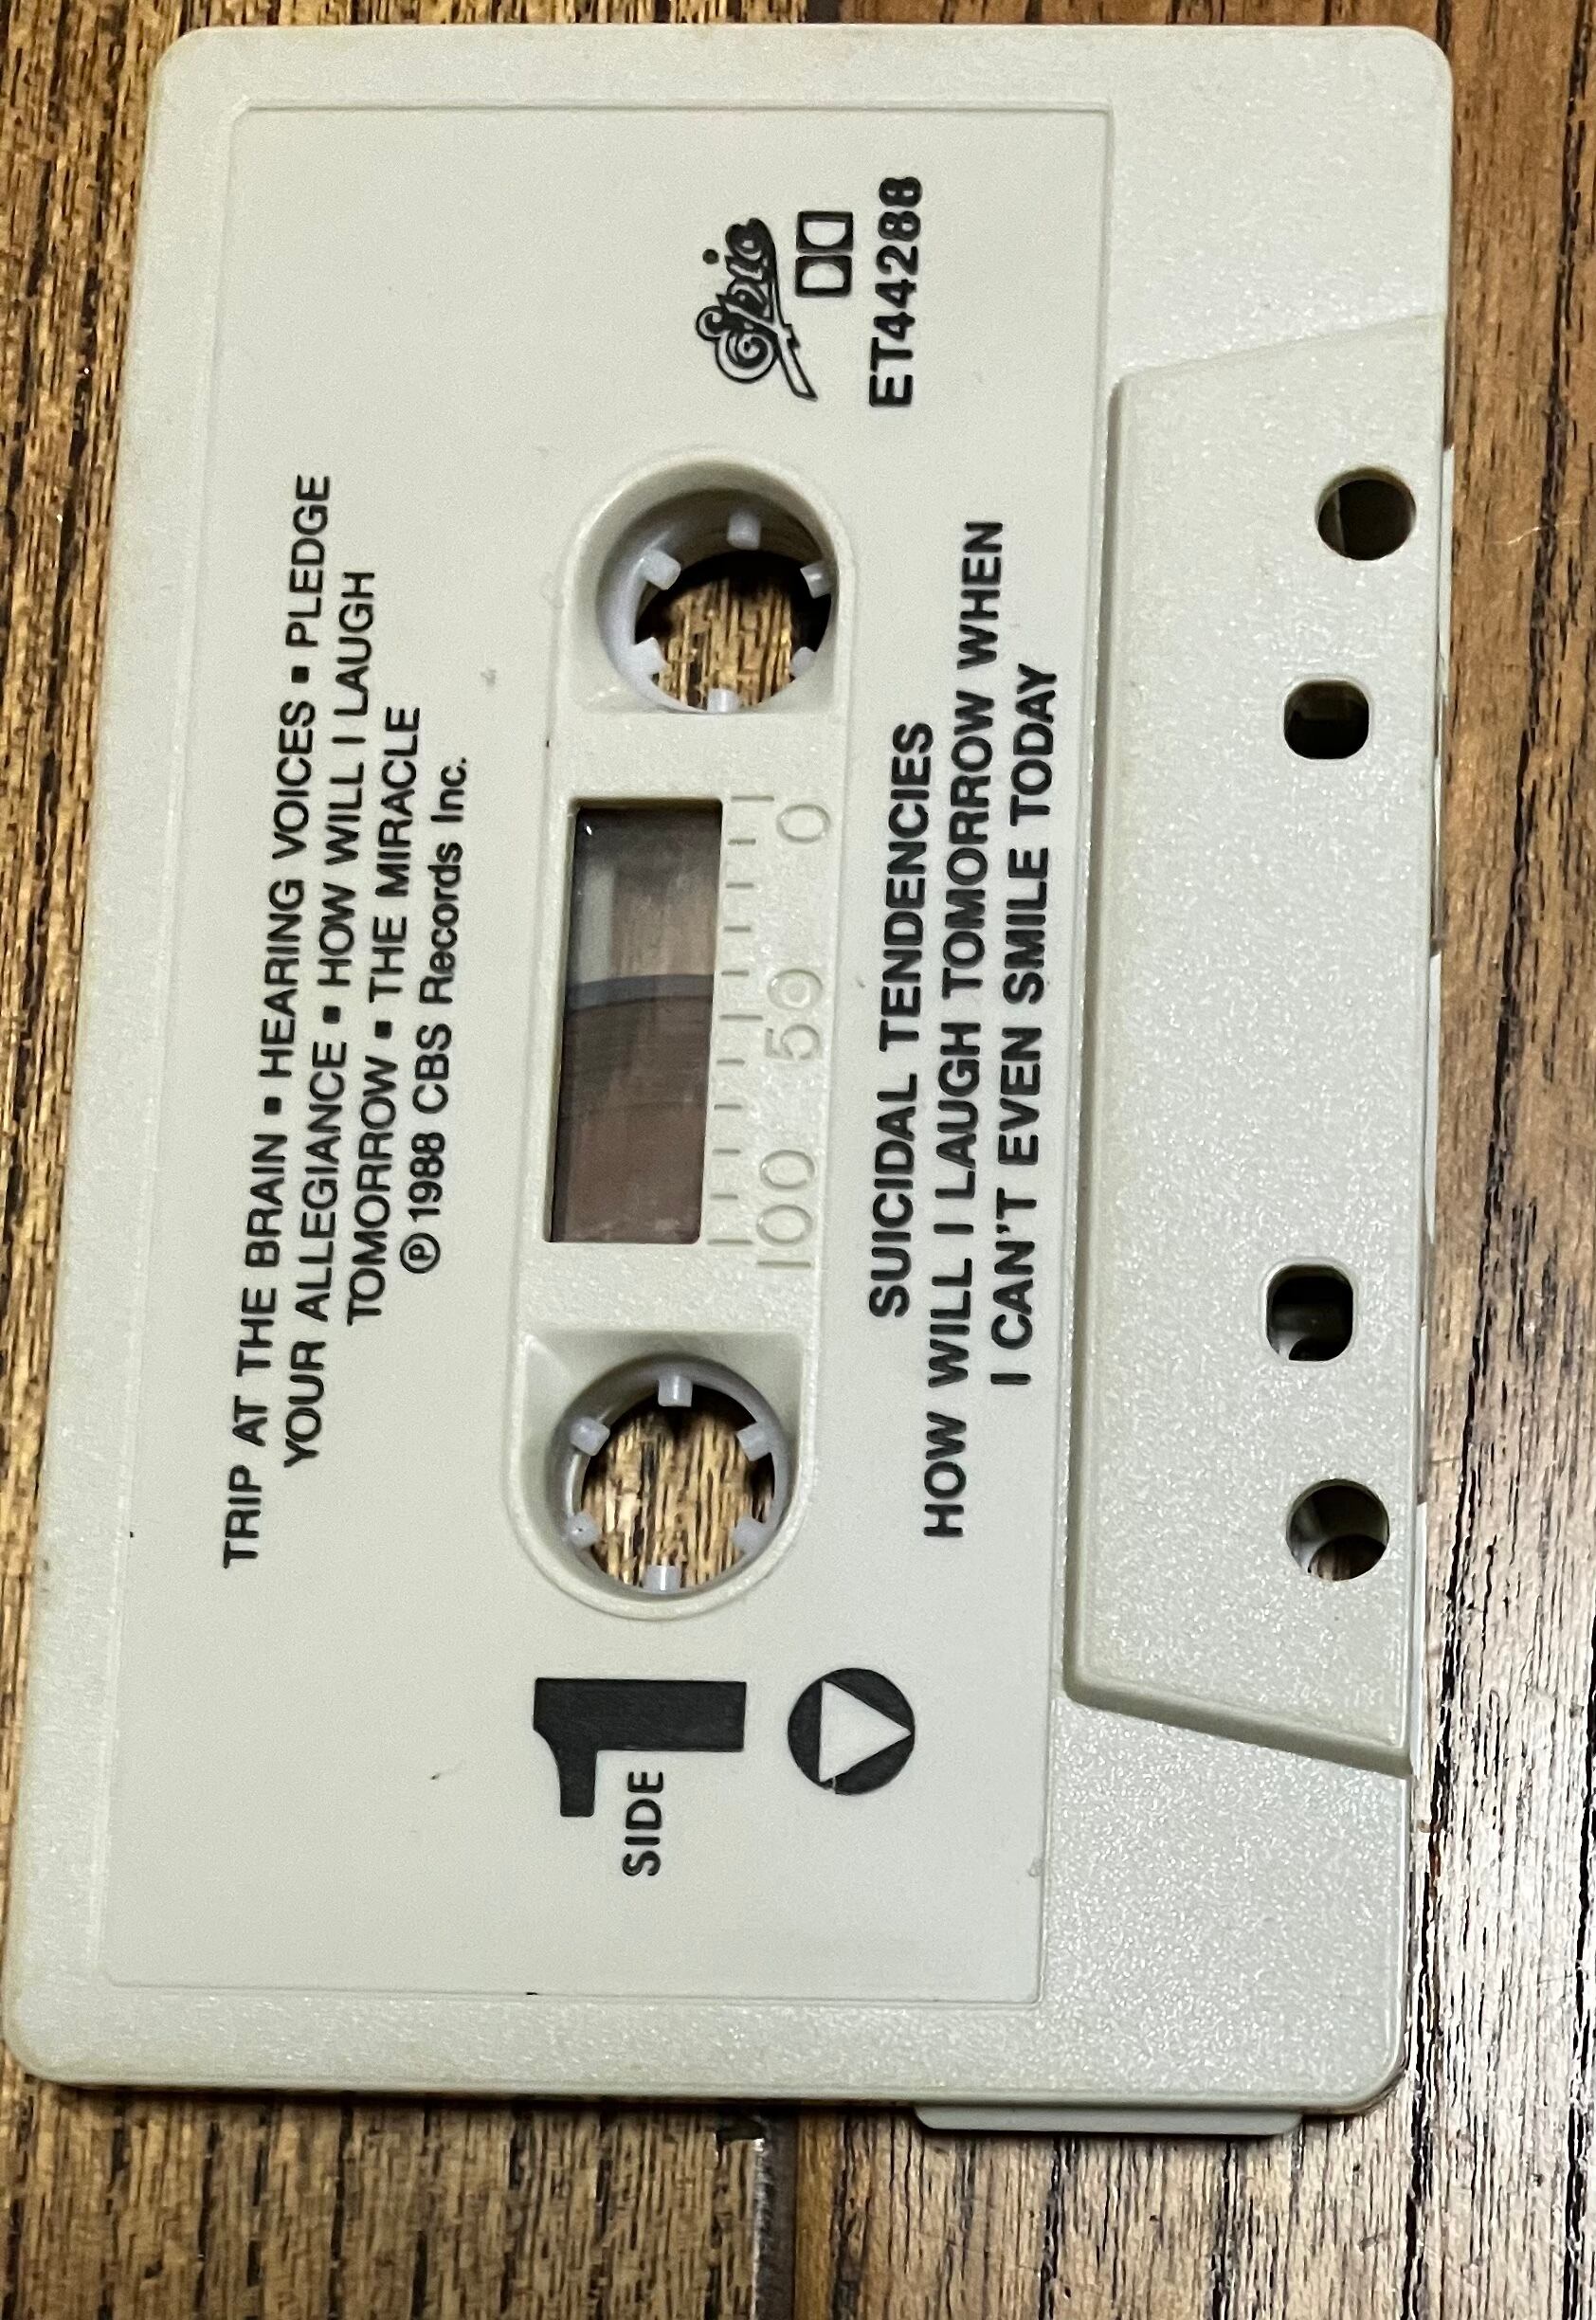 TRIP AT THE BRAIN ▪ HEARING VOICES ▪ PLEDGE
YOUR ALLEGIANCE ▪ HOW WILL I LAUGH
TOMORROW ▪ THE MIRACLE
Ⓟ 1988 CBS Records Inc.
SIDE 1
100 50 0
Epic
ET44288
SUICIDAL TENDENCIES
HOW WILL I LAUGH TOMORROW WHEN
I CAN'T EVEN SMILE TODAY